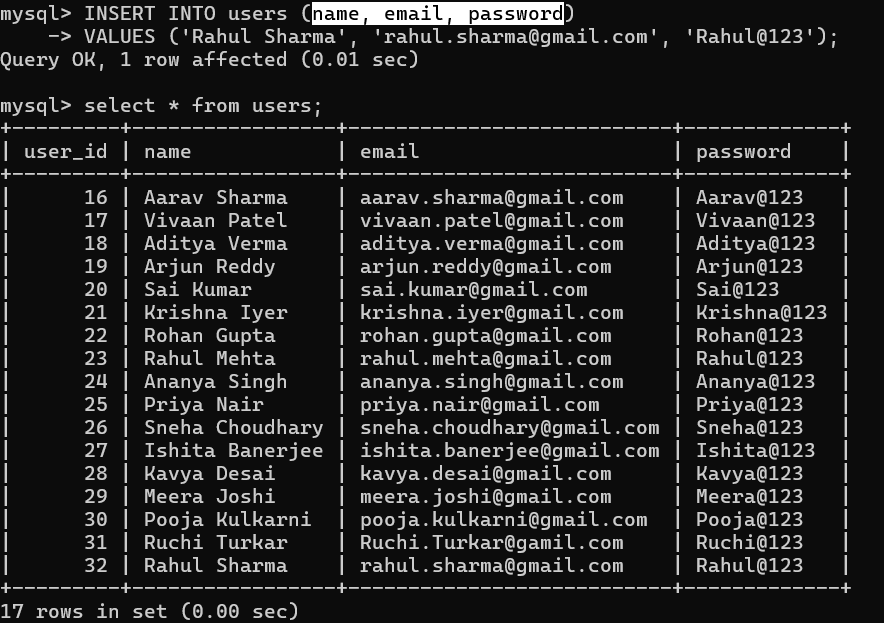 mysql> INSERT INTO users (name, email, password)
    -> VALUES ('Rahul Sharma', 'rahul.sharma@gmail.com', 'Rahul@123');
Query OK, 1 row affected (0.01 sec)

mysql> select * from users;
+---------+-----------------+----------------------------+-------------+
| user_id | name            | email                      | password    |
+---------+-----------------+----------------------------+-------------+
|      16 | Aarav Sharma    | aarav.sharma@gmail.com     | Aarav@123   |
|      17 | Vivaan Patel    | vivaan.patel@gmail.com     | Vivaan@123  |
|      18 | Aditya Verma    | aditya.verma@gmail.com     | Aditya@123  |
|      19 | Arjun Reddy     | arjun.reddy@gmail.com      | Arjun@123   |
|      20 | Sai Kumar       | sai.kumar@gmail.com        | Sai@123     |
|      21 | Krishna Iyer    | krishna.iyer@gmail.com     | Krishna@123 |
|      22 | Rohan Gupta     | rohan.gupta@gmail.com      | Rohan@123   |
|      23 | Rahul Mehta     | rahul.mehta@gmail.com      | Rahul@123   |
|      24 | Ananya Singh    | ananya.singh@gmail.com     | Ananya@123  |
|      25 | Priya Nair      | priya.nair@gmail.com       | Priya@123   |
|      26 | Sneha Choudhary | sneha.choudhary@gmail.com  | Sneha@123   |
|      27 | Ishita Banerjee | ishita.banerjee@gmail.com  | Ishita@123  |
|      28 | Kavya Desai     | kavya.desai@gmail.com      | Kavya@123   |
|      29 | Meera Joshi     | meera.joshi@gmail.com      | Meera@123   |
|      30 | Pooja Kulkarni  | pooja.kulkarni@gmail.com   | Pooja@123   |
|      31 | Ruchi Turkar    | Ruchi.Turkar@gamil.com     | Ruchi@123   |
|      32 | Rahul Sharma    | rahul.sharma@gmail.com     | Rahul@123   |
+---------+-----------------+----------------------------+-------------+
17 rows in set (0.00 sec)